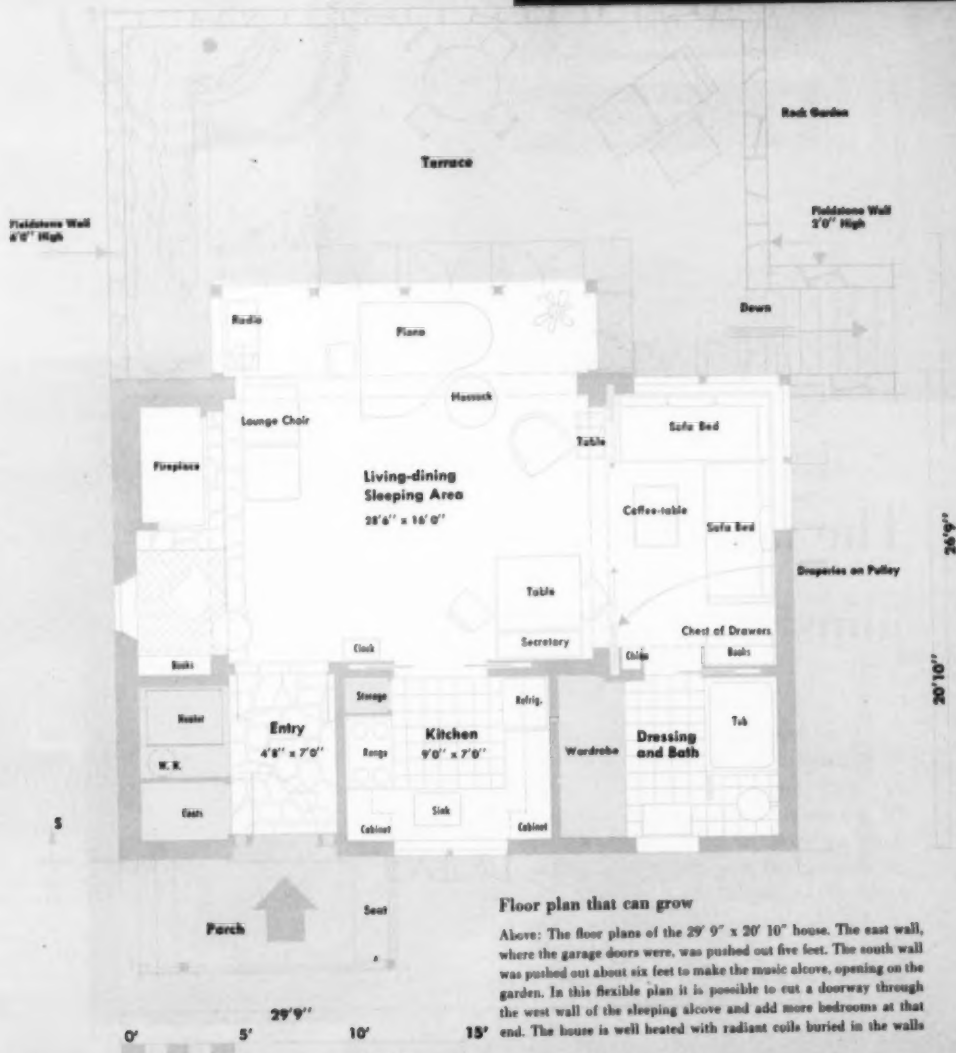 Rock Garden
Terrace
Fieldstone Wall
6'0" High
Fieldstone Wall
2'0" High
Down
Radio
Piano
Hassock
Lounge Chair
Sofa Bed
Table
Fireplace
Living-dining
Sleeping Area
28'6" x 16'0"
Coffee-table
Sofa Bed
26'9"
Draperies on Pulley
Table
Secretary
Chest of Drawers
Clock
China
Books
Books
20'10"
Storage
Refrig.
Heater
Entry
4'8" x 7'0"
Range
Kitchen
9'0" x 7'0"
Wardrobe
Dressing
and Bath
Tub
W. H.
Coats
Sink
Cabinet
Cabinet
S
Porch
Seat
29'9"
0'
5'
10'
15'
Floor plan that can grow
Above: The floor plans of the 29' 9" x 20' 10" house. The east wall,
where the garage doors were, was pushed out five feet. The south wall
was pushed out about six feet to make the music alcove, opening on the
garden. In this flexible plan it is possible to cut a doorway through
the west wall of the sleeping alcove and add more bedrooms at that
end. The house is well heated with radiant coils buried in the walls